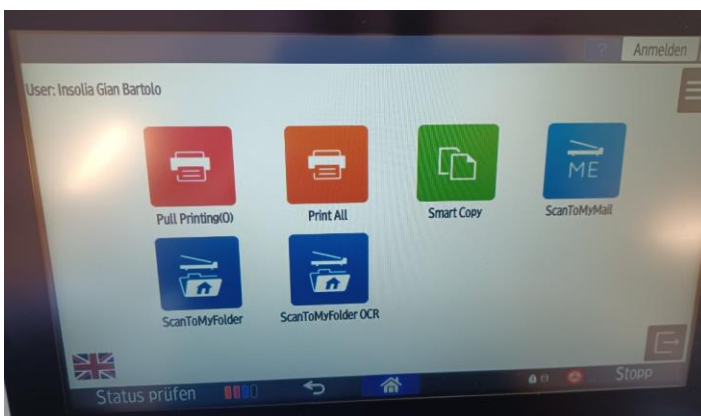 ? Anmelden
User: Insolia Gian Bartolo
ME
Pull Printing(0)
Print All
Smart Copy
ScanToMyMail
ScanToMyFolder
ScanToMyFolder OCR
Status prüfen
Stopp